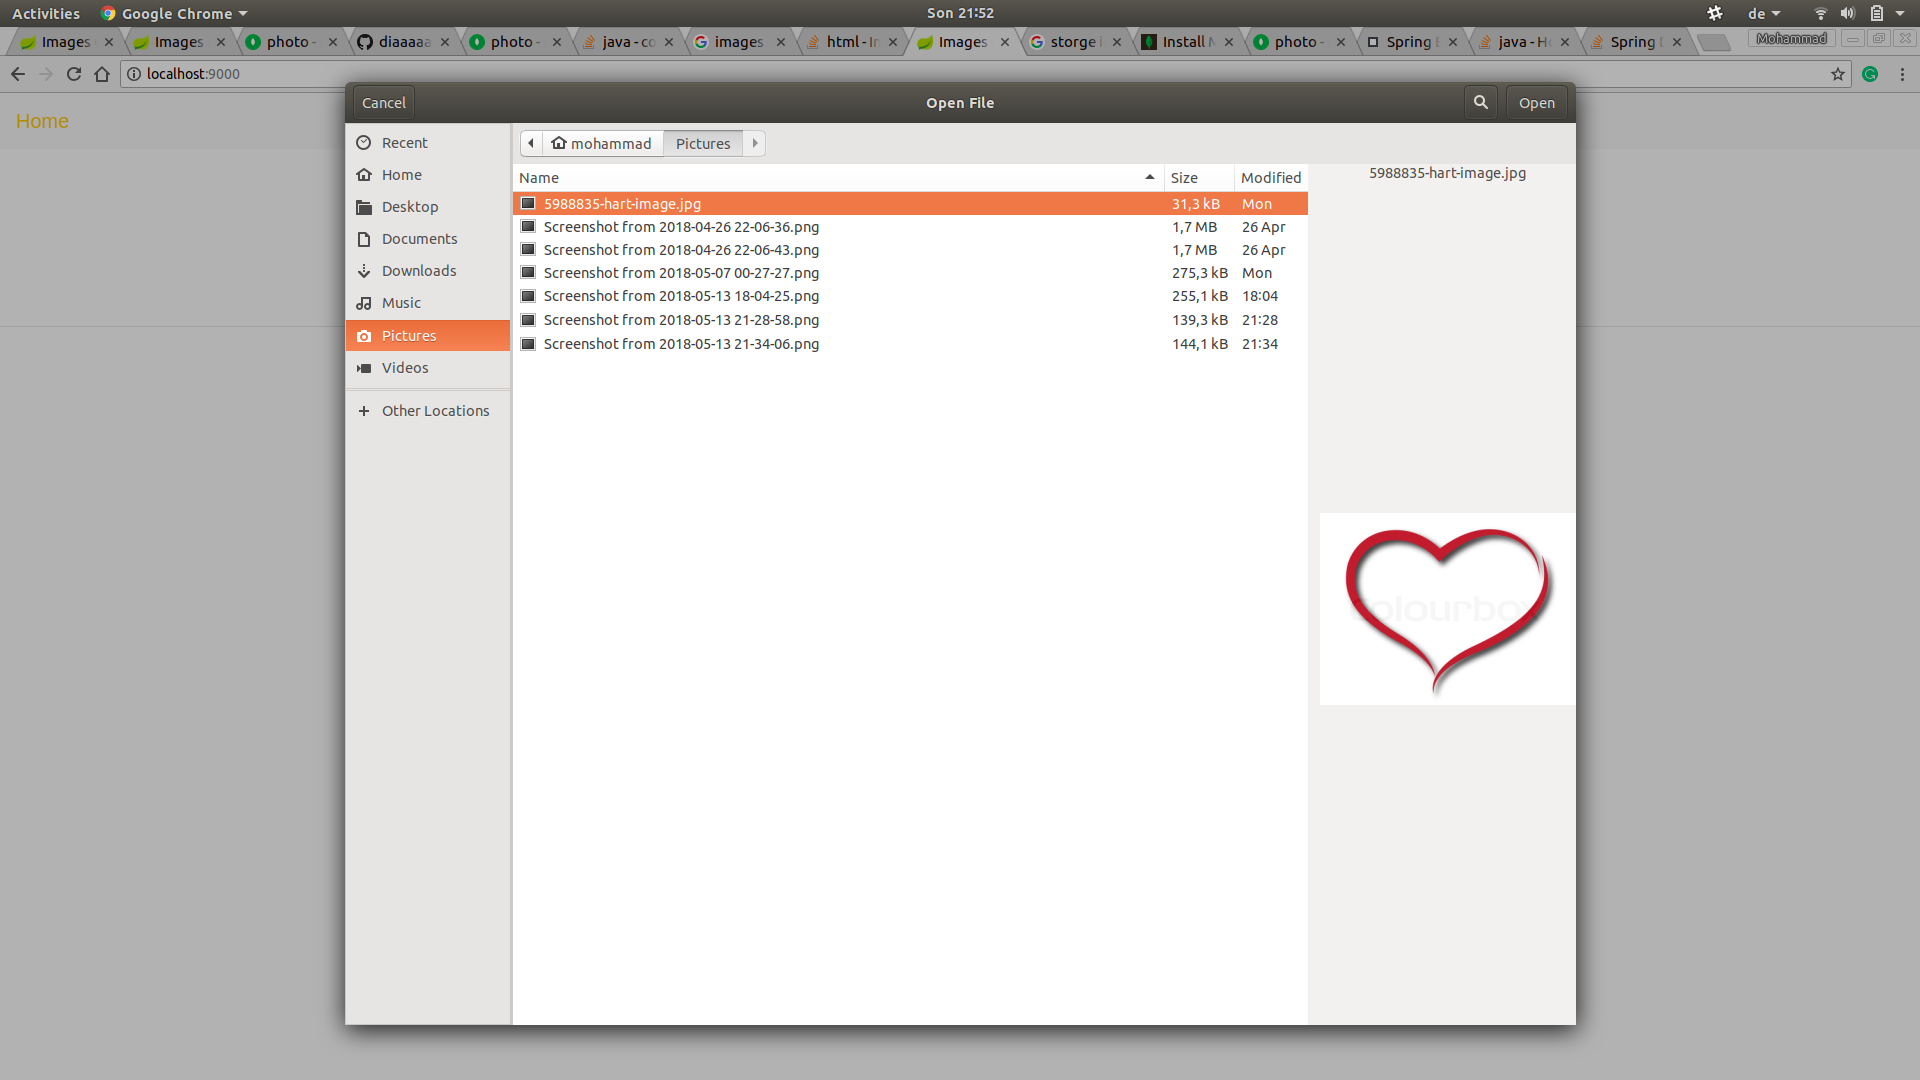 Activities Google Chrome Son 21:52 de
Images Images photo - diaaaaa photo - java - co images html - In Images storge i Install M photo - Spring java - Ho Spring Mohammad
localhost:9000
Home
Cancel Open File Open
Recent
Home
Desktop
Documents
Downloads
Music
Pictures
Videos
Other Locations
mohammad Pictures
Name Size Modified
5988835-hart-image.jpg 31,3 kB Mon
Screenshot from 2018-04-26 22-06-36.png 1,7 MB 26 Apr
Screenshot from 2018-04-26 22-06-43.png 1,7 MB 26 Apr
Screenshot from 2018-05-07 00-27-27.png 275,3 kB Mon
Screenshot from 2018-05-13 18-04-25.png 255,1 kB 18:04
Screenshot from 2018-05-13 21-28-58.png 139,3 kB 21:28
Screenshot from 2018-05-13 21-34-06.png 144,1 kB 21:34
5988835-hart-image.jpg
colourbox